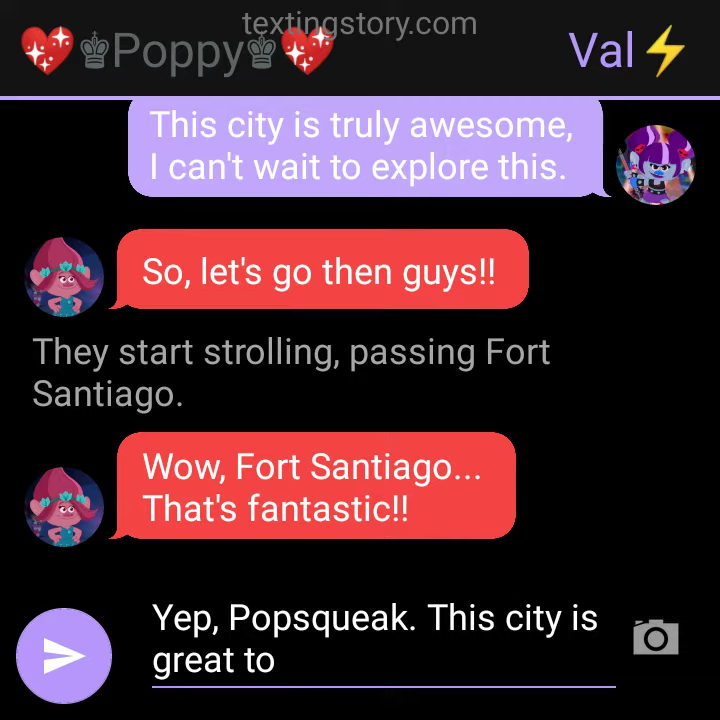 textingstory.com
💖♚Poppy♚💖
Val⚡
This city is truly awesome,
I can't wait to explore this.
So, let's go then guys!!
They start strolling, passing Fort
Santiago.
Wow, Fort Santiago...
That's fantastic!!
Yep, Popsqueak. This city is
great to